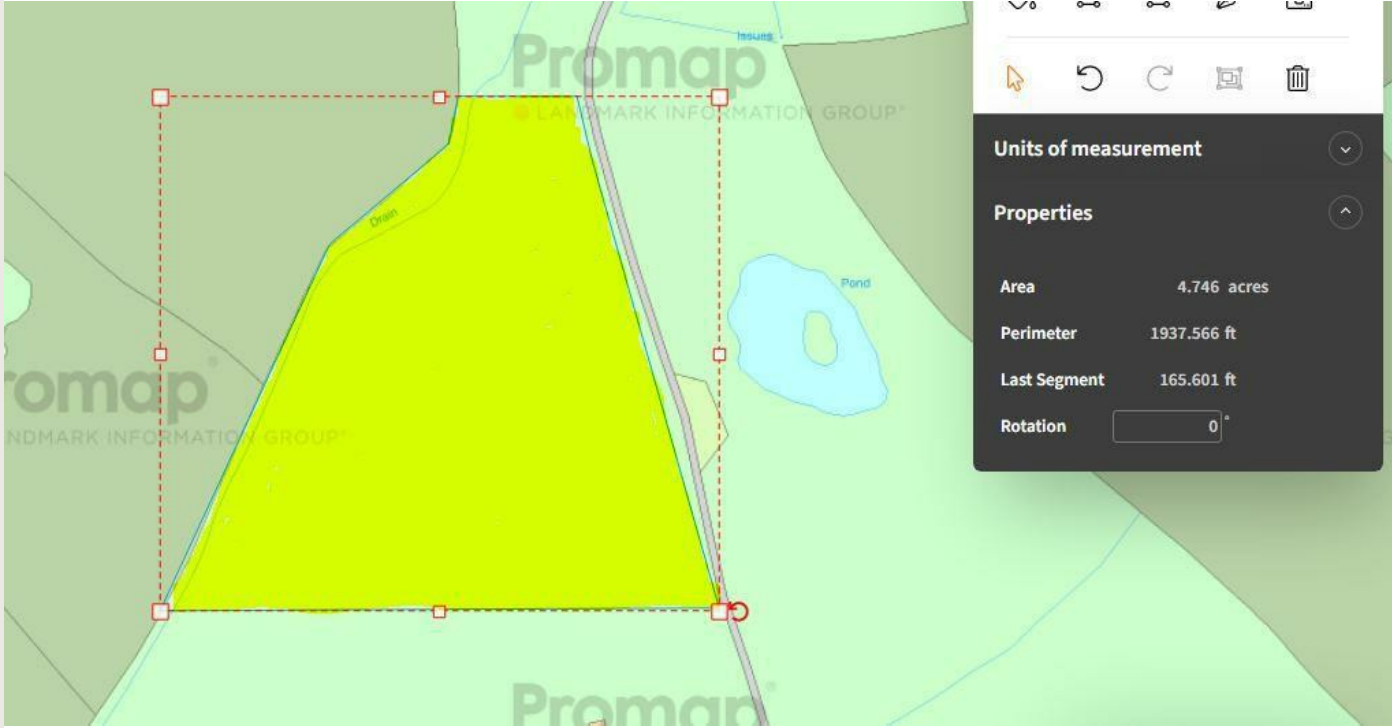 Issues
Promap
LANDMARK INFORMATION GROUP°
Units of measurement
Properties
Drain
Pond
Area 4.746 acres
Perimeter 1937.566 ft
Last Segment 165.601 ft
Rotation 0 °
omap
NDMARK INFORMATION GROUP°
Promap